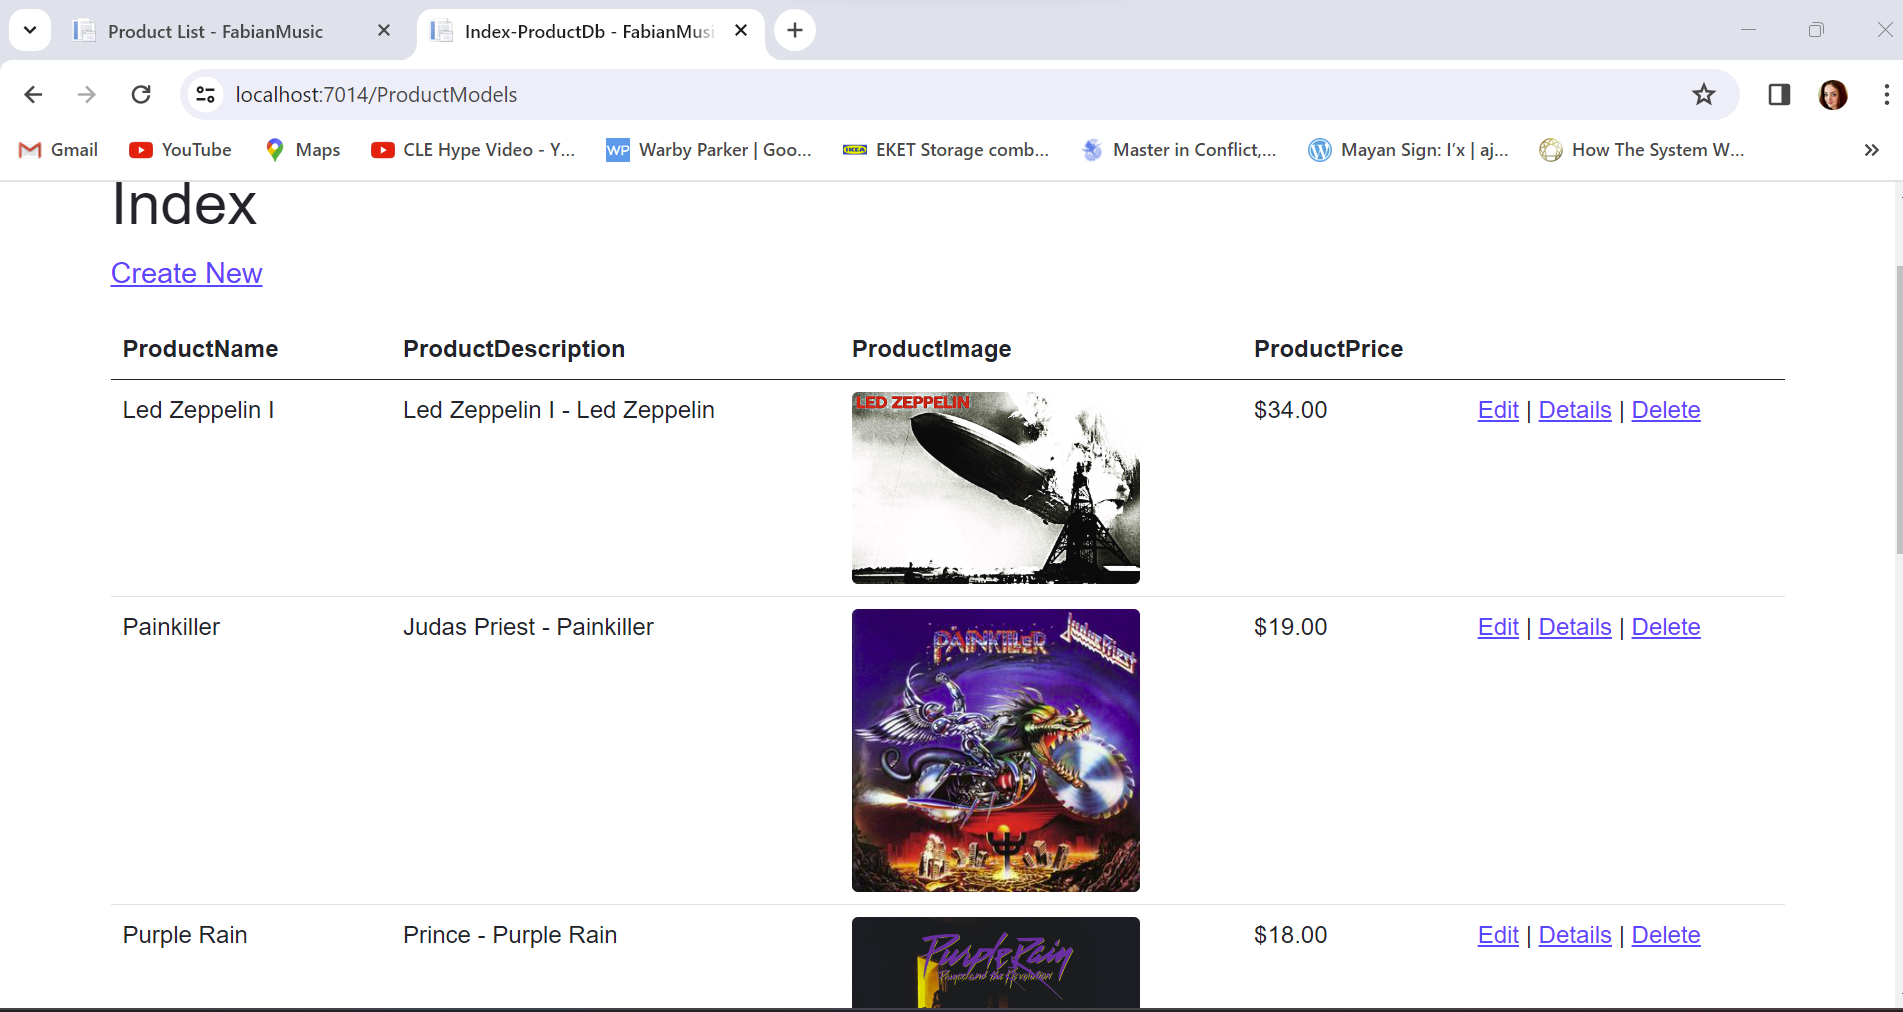 Product List - FabianMusic
Index-ProductDb - FabianMusi
localhost:7014/ProductModels
Gmail
YouTube
Maps
CLE Hype Video - Y...
WP Warby Parker | Goo...
IKEA EKET Storage comb...
Master in Conflict,...
Mayan Sign: I'x | aj...
How The System W...
Index
Create New
ProductName ProductDescription ProductImage ProductPrice
Led Zeppelin I Led Zeppelin I - Led Zeppelin $34.00 Edit | Details | Delete
LED ZEPPELIN
Painkiller Judas Priest - Painkiller $19.00 Edit | Details | Delete
Judas Priest
PAINKILLER
Purple Rain Prince - Purple Rain $18.00 Edit | Details | Delete
Purple Rain
Prince and the Revolution